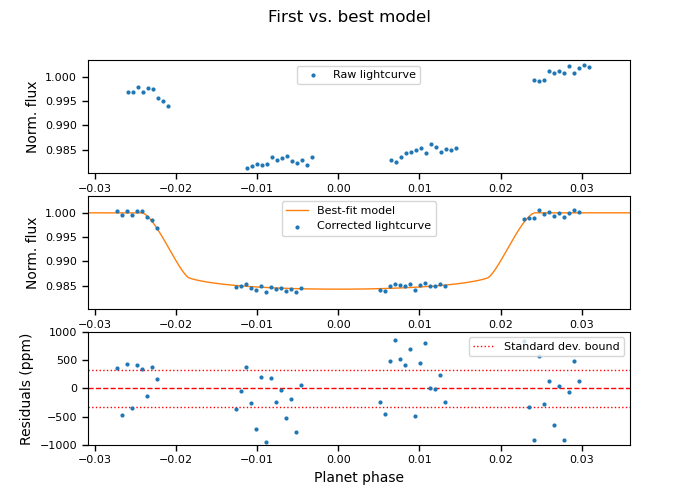 First vs. best model
Norm. flux
1.000
0.995
0.990
0.985
Raw lightcurve
−0.03 −0.02 −0.01 0.00 0.01 0.02 0.03
Norm. flux
1.000
0.995
0.990
0.985
Best-fit model
Corrected lightcurve
−0.03 −0.02 −0.01 0.00 0.01 0.02 0.03
Residuals (ppm)
1000
500
0
−500
−1000
Standard dev. bound
−0.03 −0.02 −0.01 0.00 0.01 0.02 0.03
Planet phase